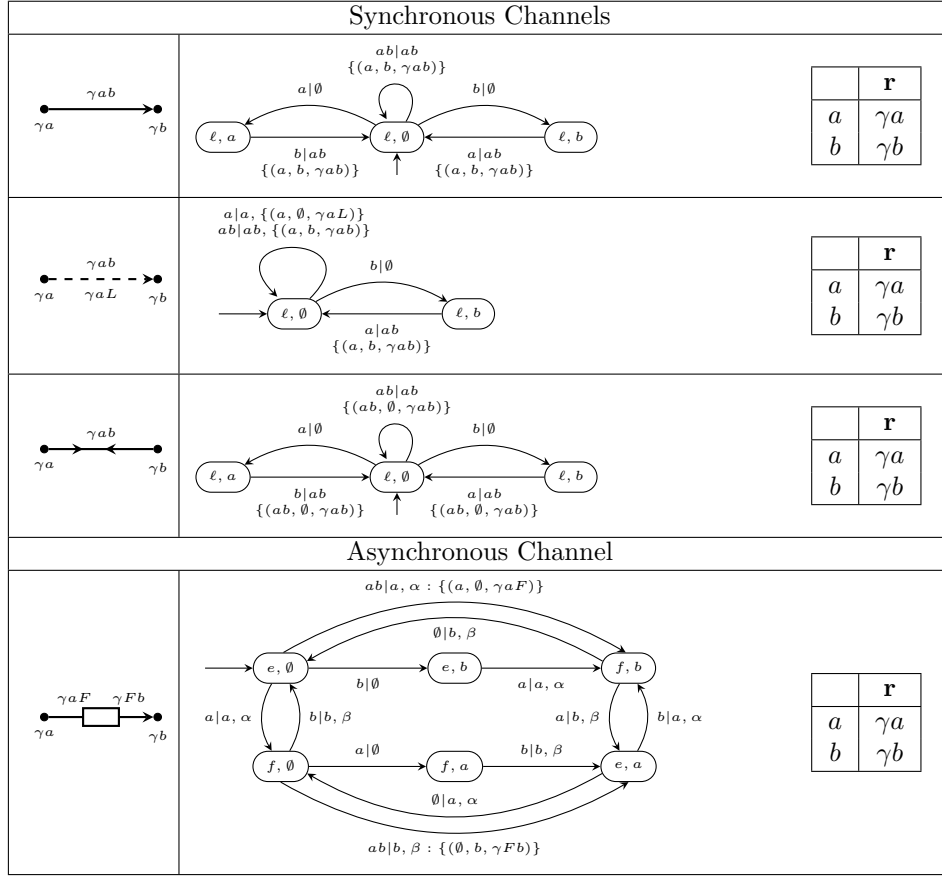 Synchronous Channels
γab
γa
γb
ab|ab
{(a, b, γab)}
a|∅
b|∅
ℓ, a
ℓ, ∅
ℓ, b
b|ab
{(a, b, γab)}
a|ab
{(a, b, γab)}
r
a γa
b γb
γab
γaL
γa
γb
a|a, {(a, ∅, γaL)}
ab|ab, {(a, b, γab)}
b|∅
ℓ, ∅
ℓ, b
a|ab
{(a, b, γab)}
r
a γa
b γb
γab
γa
γb
ab|ab
{(ab, ∅, γab)}
a|∅
b|∅
ℓ, a
ℓ, ∅
ℓ, b
b|ab
{(ab, ∅, γab)}
a|ab
{(ab, ∅, γab)}
r
a γa
b γb
Asynchronous Channel
γaF γFb
γa
γb
ab|a, α : {(a, ∅, γaF)}
∅|b, β
e, ∅
e, b
f, b
b|∅
a|a, α
a|a, α
b|b, β
a|b, β
b|a, α
a|∅
b|b, β
f, ∅
f, a
e, a
∅|a, α
ab|b, β : {(∅, b, γFb)}
r
a γa
b γb